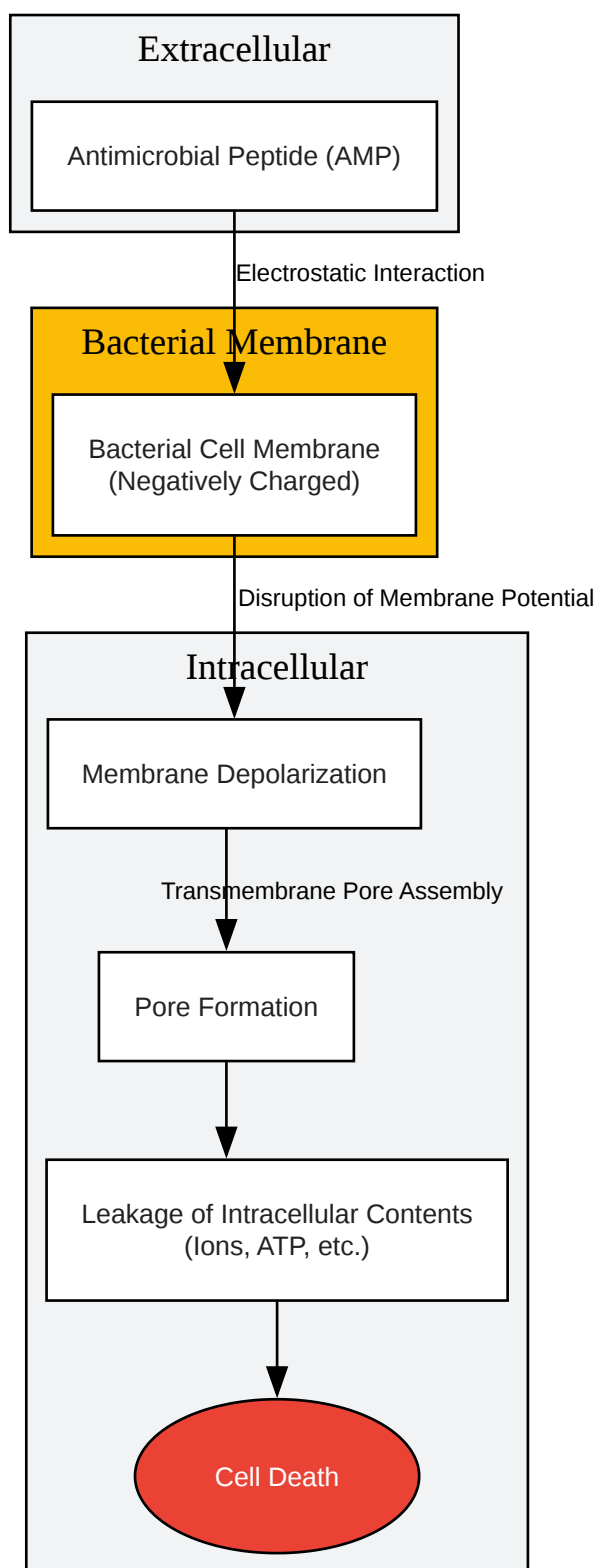 Extracellular
Antimicrobial Peptide (AMP)
Electrostatic Interaction
Bacterial Membrane
Bacterial Cell Membrane
(Negatively Charged)
Disruption of Membrane Potential
Intracellular
Membrane Depolarization
Transmembrane Pore Assembly
Pore Formation
Leakage of Intracellular Contents
(Ions, ATP, etc.)
Cell Death